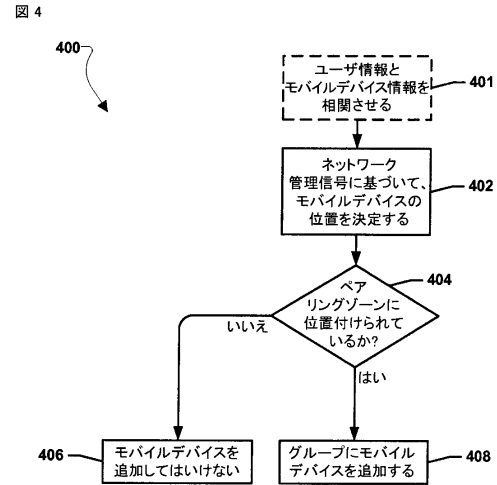 図 4
400
ユーザ情報と
モバイルデバイス情報を
相関させる
401
ネットワーク
管理信号に基づいて、
モバイルデバイスの
位置を決定する
402
404
ペア
リングゾーンに
位置付けられて
いるか?
いいえ
はい
406
モバイルデバイスを
追加してはいけない
グループにモバイル
デバイスを追加する
408